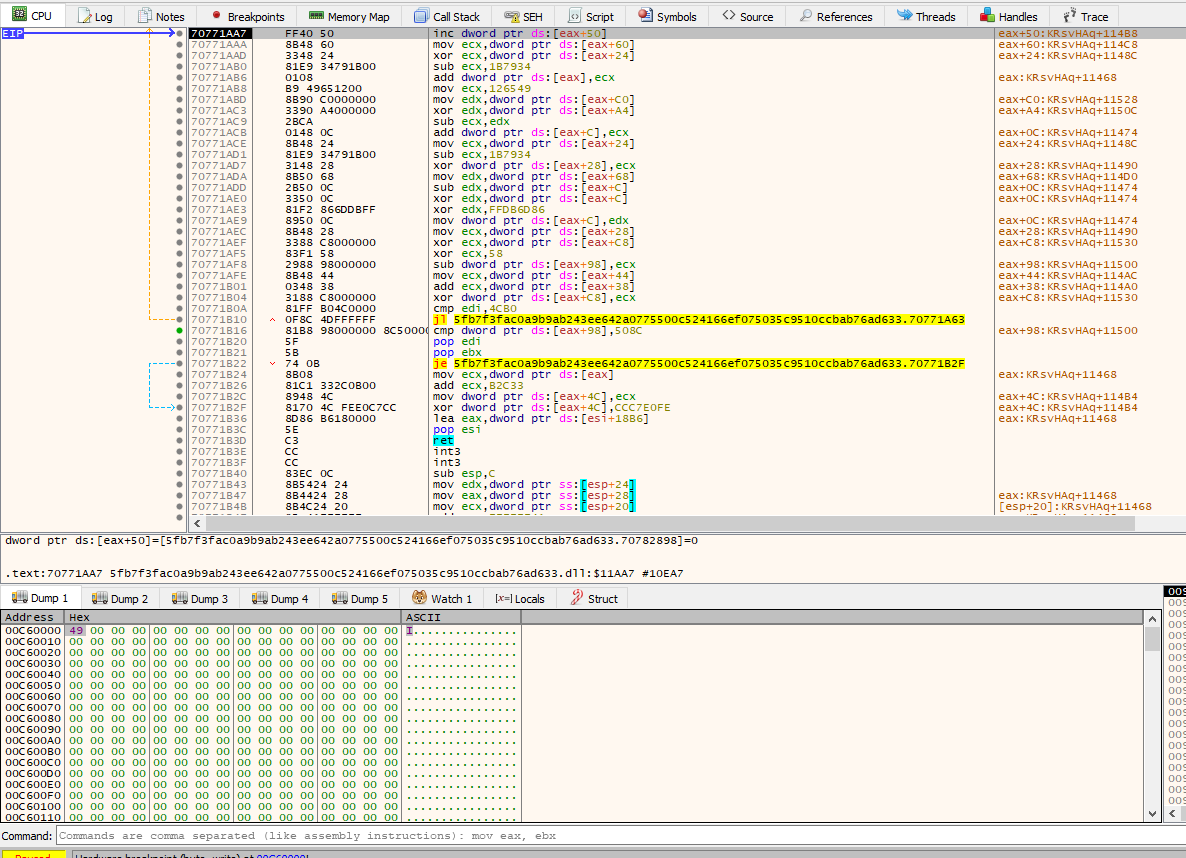 CPU Log Notes Breakpoints Memory Map Call Stack SEH Script Symbols Source References Threads Handles Trace
EIP 70771AA7 FF40 50 inc dword ptr ds:[eax+50] eax+50:KRsvHAq+114B8
70771AAA 8B48 60 mov ecx,dword ptr ds:[eax+60] eax+60:KRsvHAq+114C8
70771AAD 3348 24 xor ecx,dword ptr ds:[eax+24] eax+24:KRsvHAq+1148C
70771AB0 81E9 34791B00 sub ecx,1B7934
70771AB6 0108 add dword ptr ds:[eax],ecx eax:KRsvHAq+11468
70771AB8 B9 49651200 mov ecx,126549
70771ABD 8B90 C0000000 mov edx,dword ptr ds:[eax+C0] eax+C0:KRsvHAq+11528
70771AC3 3390 A4000000 xor edx,dword ptr ds:[eax+A4] eax+A4:KRsvHAq+1150C
70771AC9 2BCA sub ecx,edx
70771ACB 0148 0C add dword ptr ds:[eax+C],ecx eax+0C:KRsvHAq+11474
70771ACE 8B48 24 mov ecx,dword ptr ds:[eax+24] eax+24:KRsvHAq+1148C
70771AD1 81E9 34791B00 sub ecx,1B7934
70771AD7 3148 28 xor dword ptr ds:[eax+28],ecx eax+28:KRsvHAq+11490
70771ADA 8B50 68 mov edx,dword ptr ds:[eax+68] eax+68:KRsvHAq+114D0
70771ADD 2B50 0C sub edx,dword ptr ds:[eax+C] eax+0C:KRsvHAq+11474
70771AE0 3350 0C xor edx,dword ptr ds:[eax+C] eax+0C:KRsvHAq+11474
70771AE3 81F2 866DDBFF xor edx,FFDB6D86
70771AE9 8950 0C mov dword ptr ds:[eax+C],edx eax+0C:KRsvHAq+11474
70771AEC 8B48 28 mov ecx,dword ptr ds:[eax+28] eax+28:KRsvHAq+11490
70771AEF 3388 C8000000 xor ecx,dword ptr ds:[eax+C8] eax+C8:KRsvHAq+11530
70771AF5 83F1 58 xor ecx,58
70771AF8 2988 98000000 sub dword ptr ds:[eax+98],ecx eax+98:KRsvHAq+11500
70771AFE 8B48 44 mov ecx,dword ptr ds:[eax+44] eax+44:KRsvHAq+114AC
70771B01 0348 38 add ecx,dword ptr ds:[eax+38] eax+38:KRsvHAq+114A0
70771B04 3188 C8000000 xor dword ptr ds:[eax+C8],ecx eax+C8:KRsvHAq+11530
70771B0A 81FF B04C0000 cmp edi,4CB0
70771B10 0F8C 4DFFFFFF jl 5fb7f3fac0a9b9ab243ee642a0775500c524166ef075035c9510ccbab76ad633.70771A63
70771B16 81B8 98000000 8C50000 cmp dword ptr ds:[eax+98],508C eax+98:KRsvHAq+11500
70771B20 5F pop edi
70771B21 5B pop ebx
70771B22 74 0B je 5fb7f3fac0a9b9ab243ee642a0775500c524166ef075035c9510ccbab76ad633.70771B2F
70771B24 8B08 mov ecx,dword ptr ds:[eax] eax:KRsvHAq+11468
70771B26 81C1 332C0B00 add ecx,B2C33
70771B2C 8948 4C mov dword ptr ds:[eax+4C],ecx eax+4C:KRsvHAq+114B4
70771B2F 8170 4C FEE0C7CC xor dword ptr ds:[eax+4C],CCC7E0FE eax+4C:KRsvHAq+114B4
70771B36 8D86 B6180000 lea eax,dword ptr ds:[esi+18B6] eax:KRsvHAq+11468
70771B3C 5E pop esi
70771B3D C3 ret
70771B3E CC int3
70771B3F CC int3
70771B40 83EC 0C sub esp,C
70771B43 8B5424 24 mov edx,dword ptr ss:[esp+24]
70771B47 8B4424 28 mov eax,dword ptr ss:[esp+28] eax:KRsvHAq+11468
70771B4B 8B4C24 20 mov ecx,dword ptr ss:[esp+20] [esp+20]:KRsvHAq+11468
dword ptr ds:[eax+50]=[5fb7f3fac0a9b9ab243ee642a0775500c524166ef075035c9510ccbab76ad633.70782898]=0
.text:70771AA7 5fb7f3fac0a9b9ab243ee642a0775500c524166ef075035c9510ccbab76ad633.dll:$11AA7 #10EA7
Dump 1 Dump 2 Dump 3 Dump 4 Dump 5 Watch 1 Locals Struct
Address Hex ASCII
00C60000 49 00 00 00 00 00 00 00 00 00 00 00 00 00 00 00 I...............
00C60010 00 00 00 00 00 00 00 00 00 00 00 00 00 00 00 00 ................
00C60020 00 00 00 00 00 00 00 00 00 00 00 00 00 00 00 00 ................
00C60030 00 00 00 00 00 00 00 00 00 00 00 00 00 00 00 00 ................
00C60040 00 00 00 00 00 00 00 00 00 00 00 00 00 00 00 00 ................
00C60050 00 00 00 00 00 00 00 00 00 00 00 00 00 00 00 00 ................
00C60060 00 00 00 00 00 00 00 00 00 00 00 00 00 00 00 00 ................
00C60070 00 00 00 00 00 00 00 00 00 00 00 00 00 00 00 00 ................
00C60080 00 00 00 00 00 00 00 00 00 00 00 00 00 00 00 00 ................
00C60090 00 00 00 00 00 00 00 00 00 00 00 00 00 00 00 00 ................
00C600A0 00 00 00 00 00 00 00 00 00 00 00 00 00 00 00 00 ................
00C600B0 00 00 00 00 00 00 00 00 00 00 00 00 00 00 00 00 ................
00C600C0 00 00 00 00 00 00 00 00 00 00 00 00 00 00 00 00 ................
00C600D0 00 00 00 00 00 00 00 00 00 00 00 00 00 00 00 00 ................
00C600E0 00 00 00 00 00 00 00 00 00 00 00 00 00 00 00 00 ................
00C600F0 00 00 00 00 00 00 00 00 00 00 00 00 00 00 00 00 ................
00C60100 00 00 00 00 00 00 00 00 00 00 00 00 00 00 00 00 ................
00C60110 00 00 00 00 00 00 00 00 00 00 00 00 00 00 00 00 ................
Command: Commands are comma separated (like assembly instructions): mov eax, ebx
Paused Hardware breakpoint (byte, write) at 00C60000!